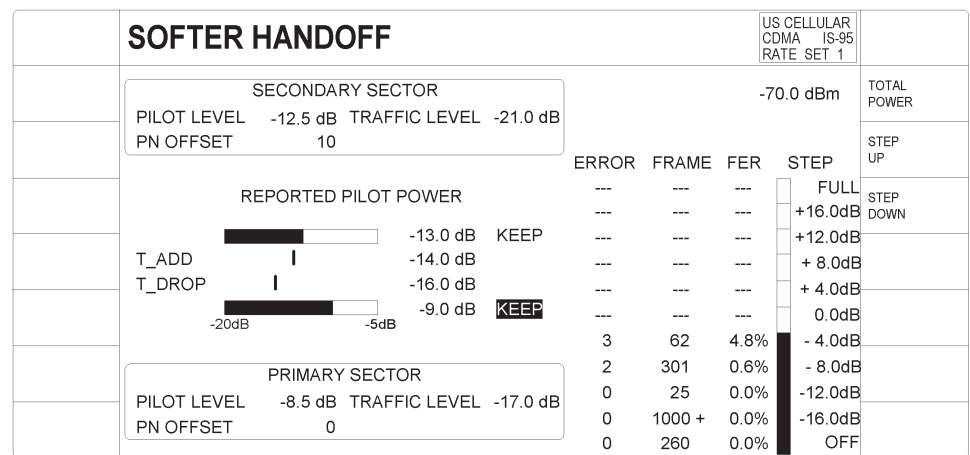 SOFTER HANDOFF
US CELLULAR
CDMA IS-95
RATE SET 1
SECONDARY SECTOR
PILOT LEVEL -12.5 dB TRAFFIC LEVEL -21.0 dB
PN OFFSET 10
-70.0 dBm
TOTAL
POWER
STEP
UP
STEP
DOWN
REPORTED PILOT POWER
-13.0 dB KEEP
T_ADD -14.0 dB
T_DROP -16.0 dB
-9.0 dB KEEP
-20dB -5dB
PRIMARY SECTOR
PILOT LEVEL -8.5 dB TRAFFIC LEVEL -17.0 dB
PN OFFSET 0
ERROR FRAME FER STEP
--- --- --- FULL
--- --- --- +16.0dB
--- --- --- +12.0dB
--- --- --- + 8.0dB
--- --- --- + 4.0dB
--- --- --- 0.0dB
3 62 4.8% - 4.0dB
2 301 0.6% - 8.0dB
0 25 0.0% -12.0dB
0 1000 + 0.0% -16.0dB
0 260 0.0% OFF